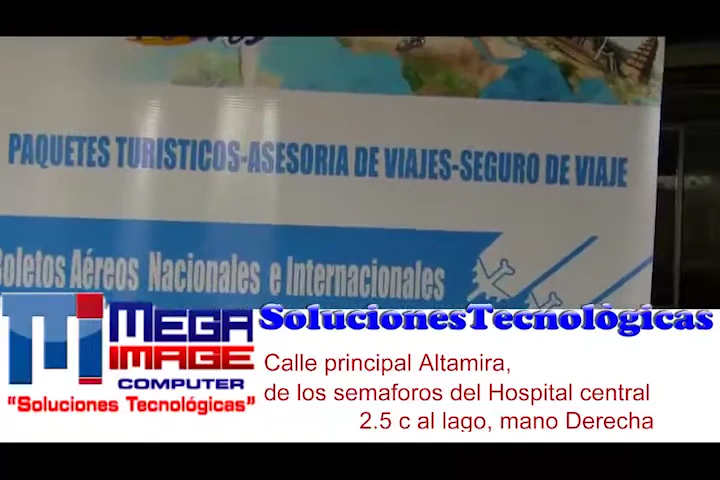 PAQUETES TURISTICOS-ASESORIA DE VIAJES-SEGURO DE VIAJE
Boletos Aéreos Nacionales e Internacionales
MEGA
IMAGE
COMPUTER
“Soluciones Tecnológicas”
SolucionesTecnológicas
Calle principal Altamira,
de los semaforos del Hospital central
2.5 c al lago, mano Derecha